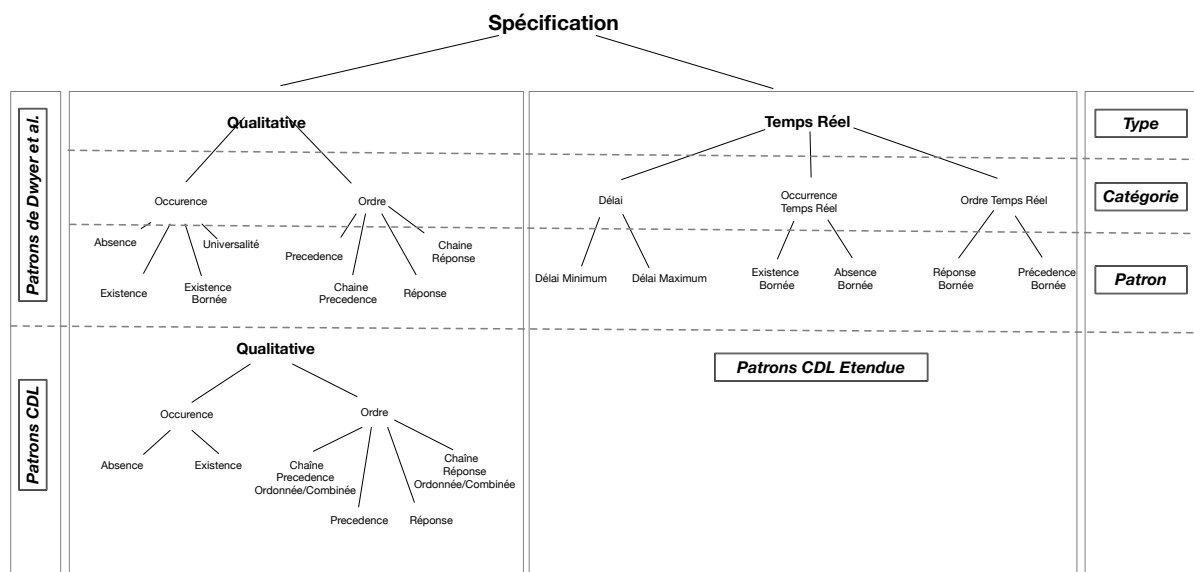 Spécification
Patrons de Dwyer et al.
Qualitative
Temps Réel
Type
Occurence
Ordre
Délai
Occurrence
Temps Réel
Ordre Temps Réel
Catégorie
Absence
Universalité
Precedence
Chaine
Réponse
Existence
Existence
Bornée
Chaine
Precedence
Réponse
Délai Minimum
Délai Maximum
Existence
Bornée
Absence
Bornée
Réponse
Bornée
Précedence
Bornée
Patron
Patrons CDL
Qualitative
Patrons CDL Etendue
Occurence
Ordre
Absence
Existence
Chaîne
Precedence
Ordonnée/Combinée
Chaîne
Réponse
Ordonnée/Combinée
Precedence
Réponse